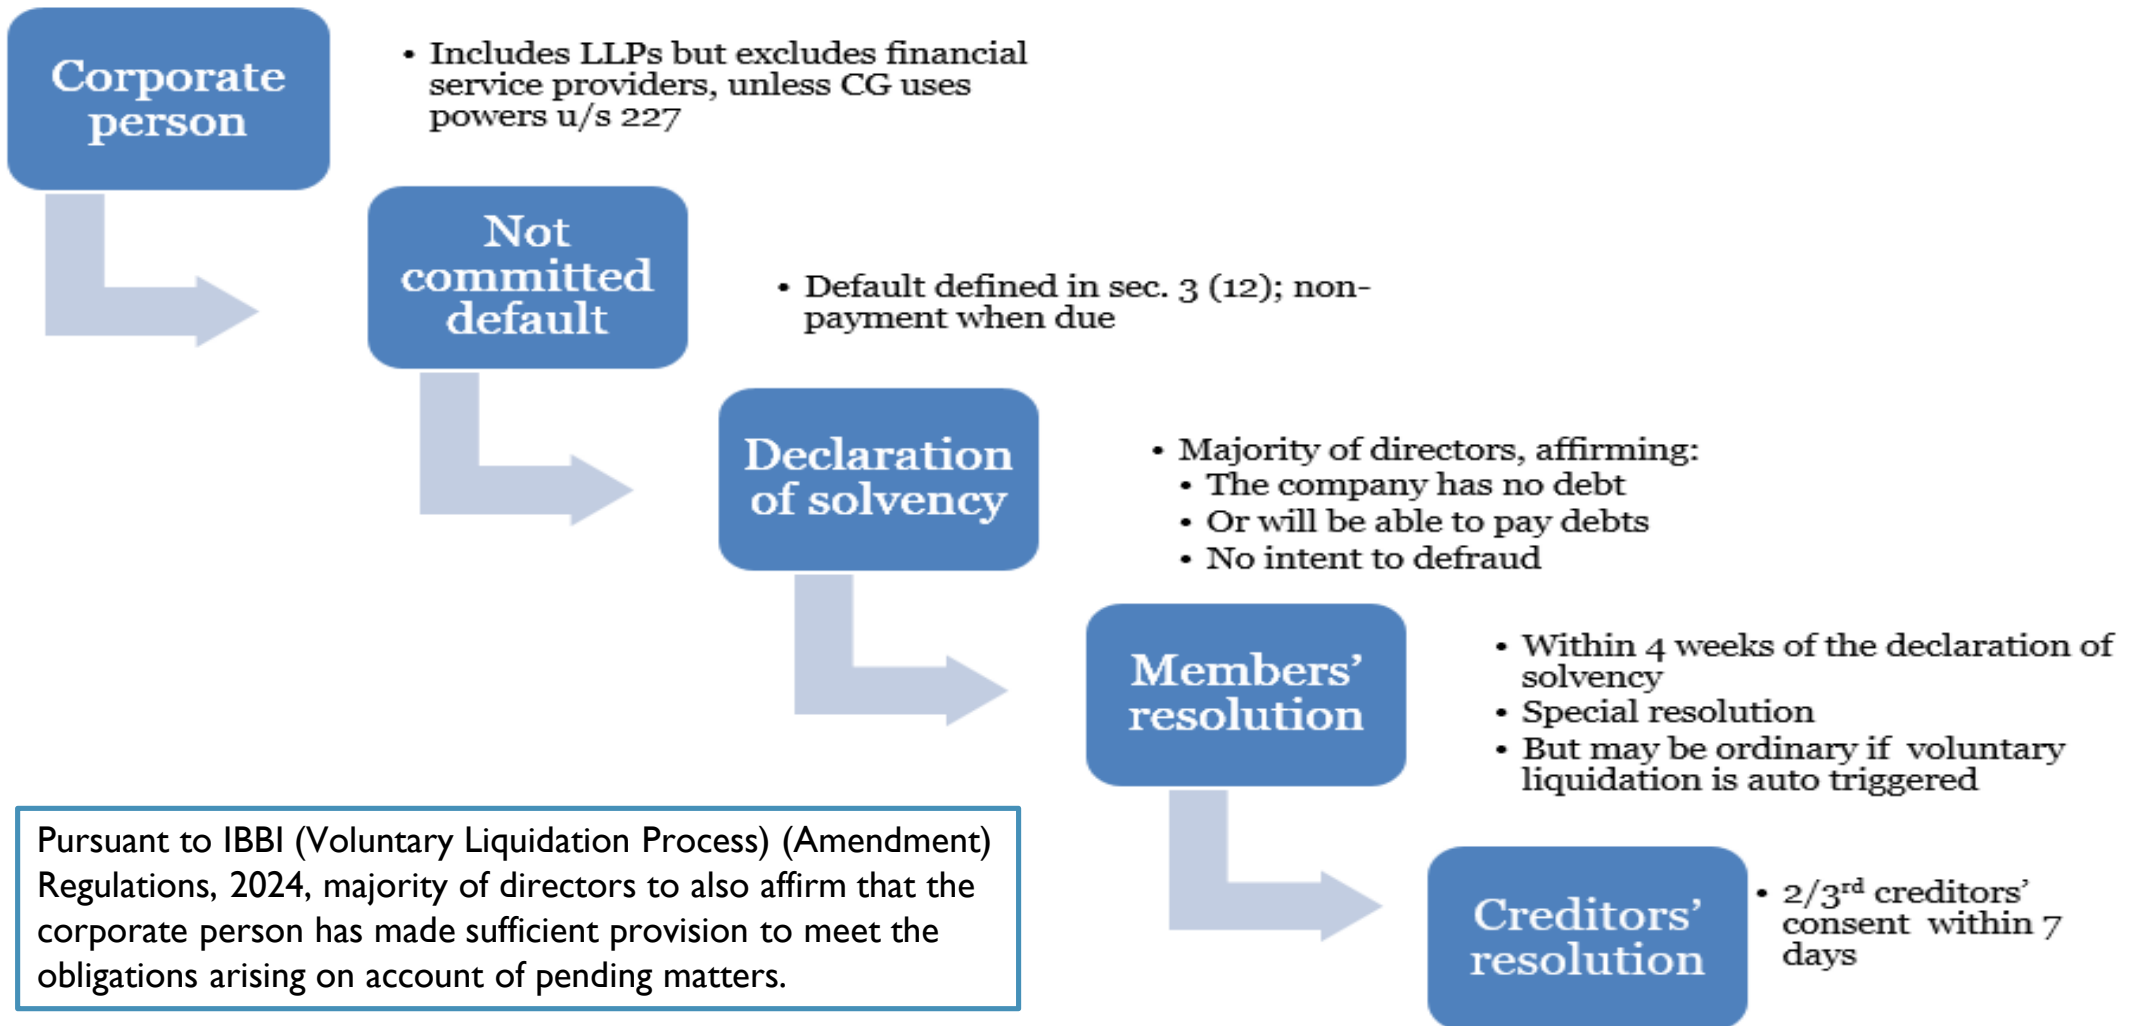 Corporate
person
• Includes LLPs but excludes financial
service providers, unless CG uses
powers u/s 227
Not
committed
default
• Default defined in sec. 3 (12); non-
payment when due
Declaration
of solvency
• Majority of directors, affirming:
• The company has no debt
• Or will be able to pay debts
• No intent to defraud
Members’
resolution
• Within 4 weeks of the declaration of
solvency
• Special resolution
• But may be ordinary if voluntary
liquidation is auto triggered
Creditors’
resolution
• 2/3rd creditors’
consent within 7
days
Pursuant to IBBI (Voluntary Liquidation Process) (Amendment)
Regulations, 2024, majority of directors to also affirm that the
corporate person has made sufficient provision to meet the
obligations arising on account of pending matters.